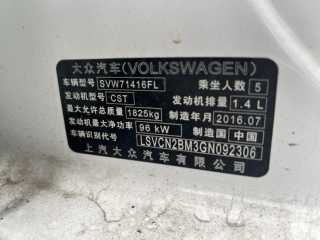 大众汽车(VOLKSWAGEN)
车辆型号 SVW71416FL 乘坐人数 5
发动机型号 CST 发动机排量 1.4 L
最大允许总质量 1825kg 制造年月 2016.07
发动机最大净功率 96 kW 制造国 中国
车辆识别代号 LSVCN2BM3GN092306
上汽大众汽车有限公司